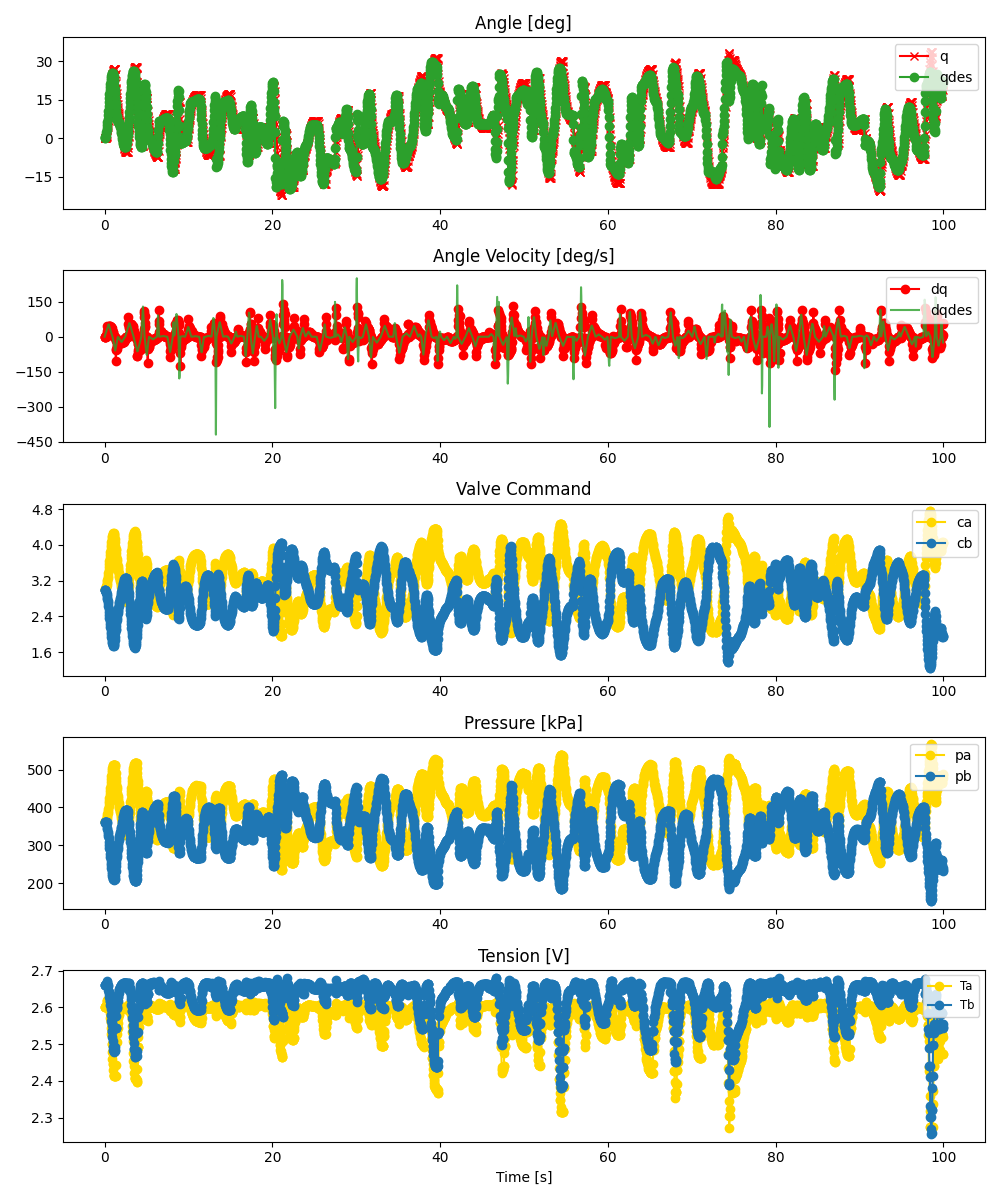 Angle [deg]
30
15
0
−15
q
qdes
0 20 40 60 80 100
Angle Velocity [deg/s]
150
0
−150
−300
−450
dq
dqdes
0 20 40 60 80 100
Valve Command
4.8
4.0
3.2
2.4
1.6
ca
cb
0 20 40 60 80 100
Pressure [kPa]
500
400
300
200
pa
pb
0 20 40 60 80 100
Tension [V]
2.7
2.6
2.5
2.4
2.3
Ta
Tb
0 20 40 60 80 100
Time [s]